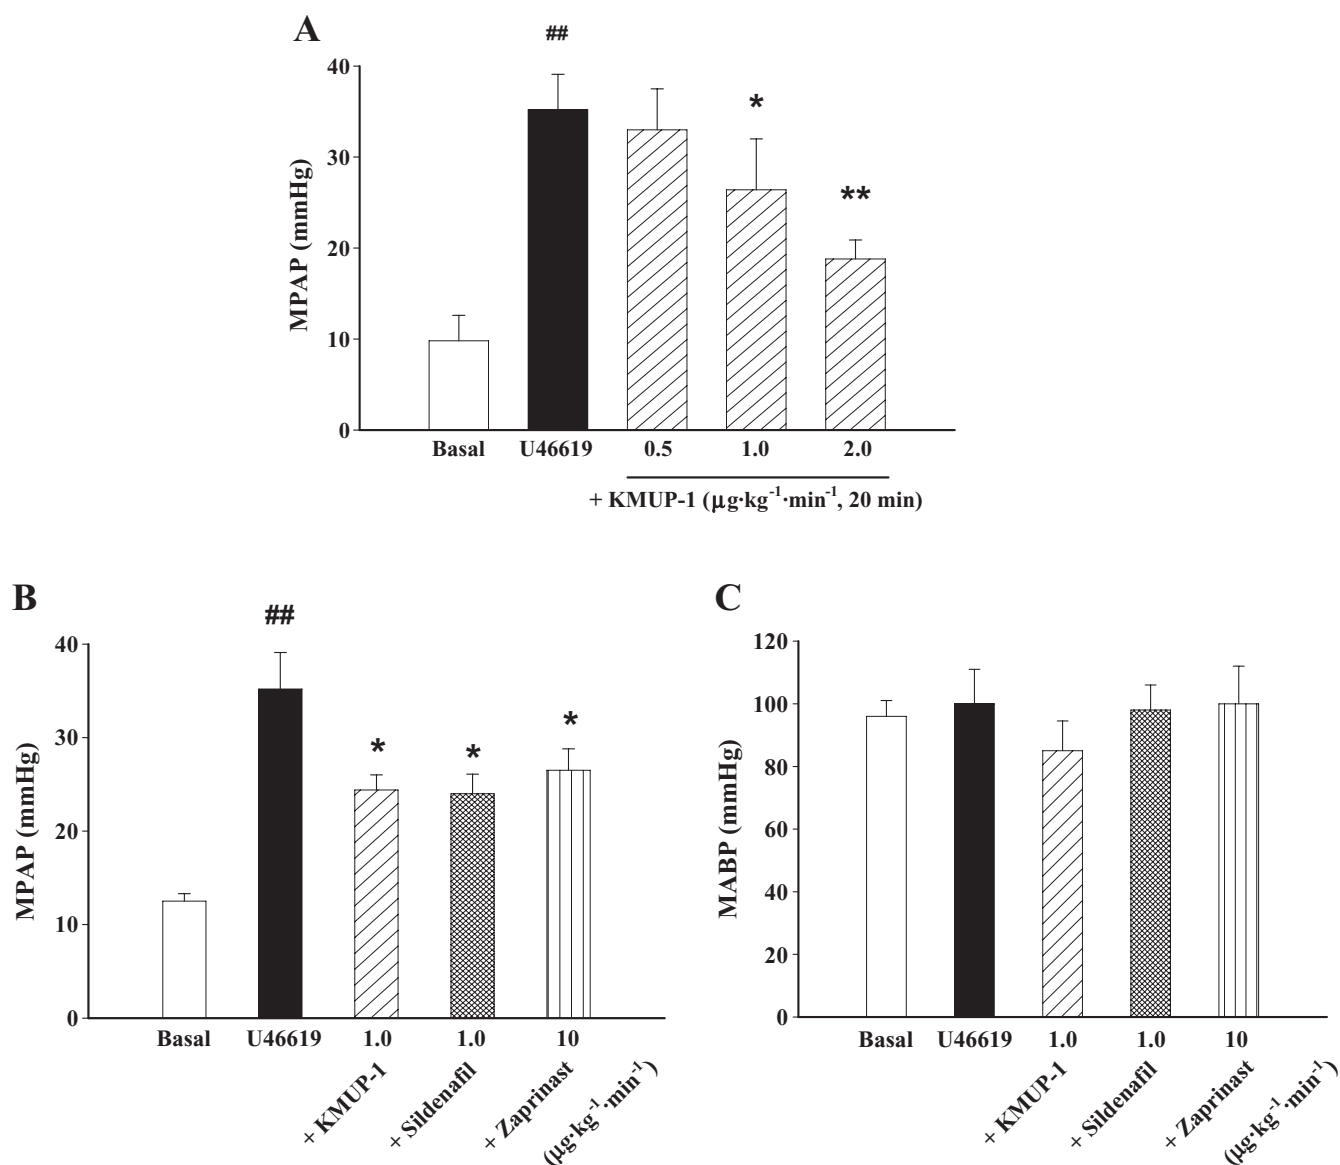 A
##
*
**
40
30
20
10
0
MPAP (mmHg)
Basal U46619 0.5 1.0 2.0
+ KMUP-1 (μg·kg⁻¹·min⁻¹, 20 min)
B
##
*
*
*
40
30
20
10
0
MPAP (mmHg)
Basal U46619 1.0 1.0 10
+ KMUP-1
+ Sildenafil
+ Zaprinast
(μg·kg⁻¹·min⁻¹)
C
120
100
80
60
40
20
0
MABP (mmHg)
Basal U46619 1.0 1.0 10
+ KMUP-1
+ Sildenafil
+ Zaprinast
(μg·kg⁻¹·min⁻¹)